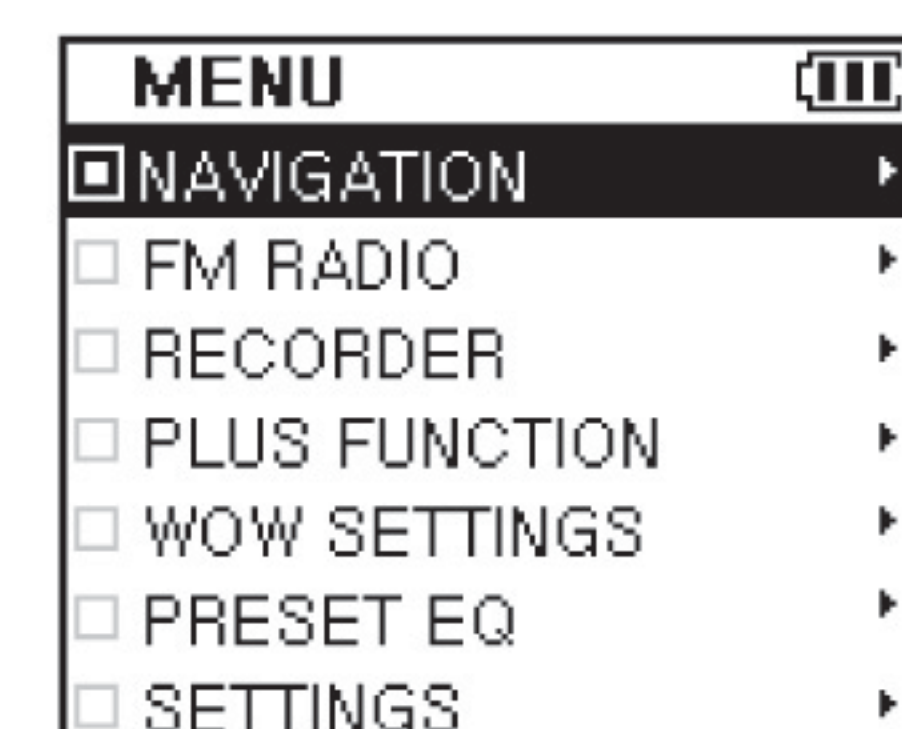 MENU
NAVIGATION
FM RADIO
RECORDER
PLUS FUNCTION
WOW SETTINGS
PRESET EQ
SETTINGS